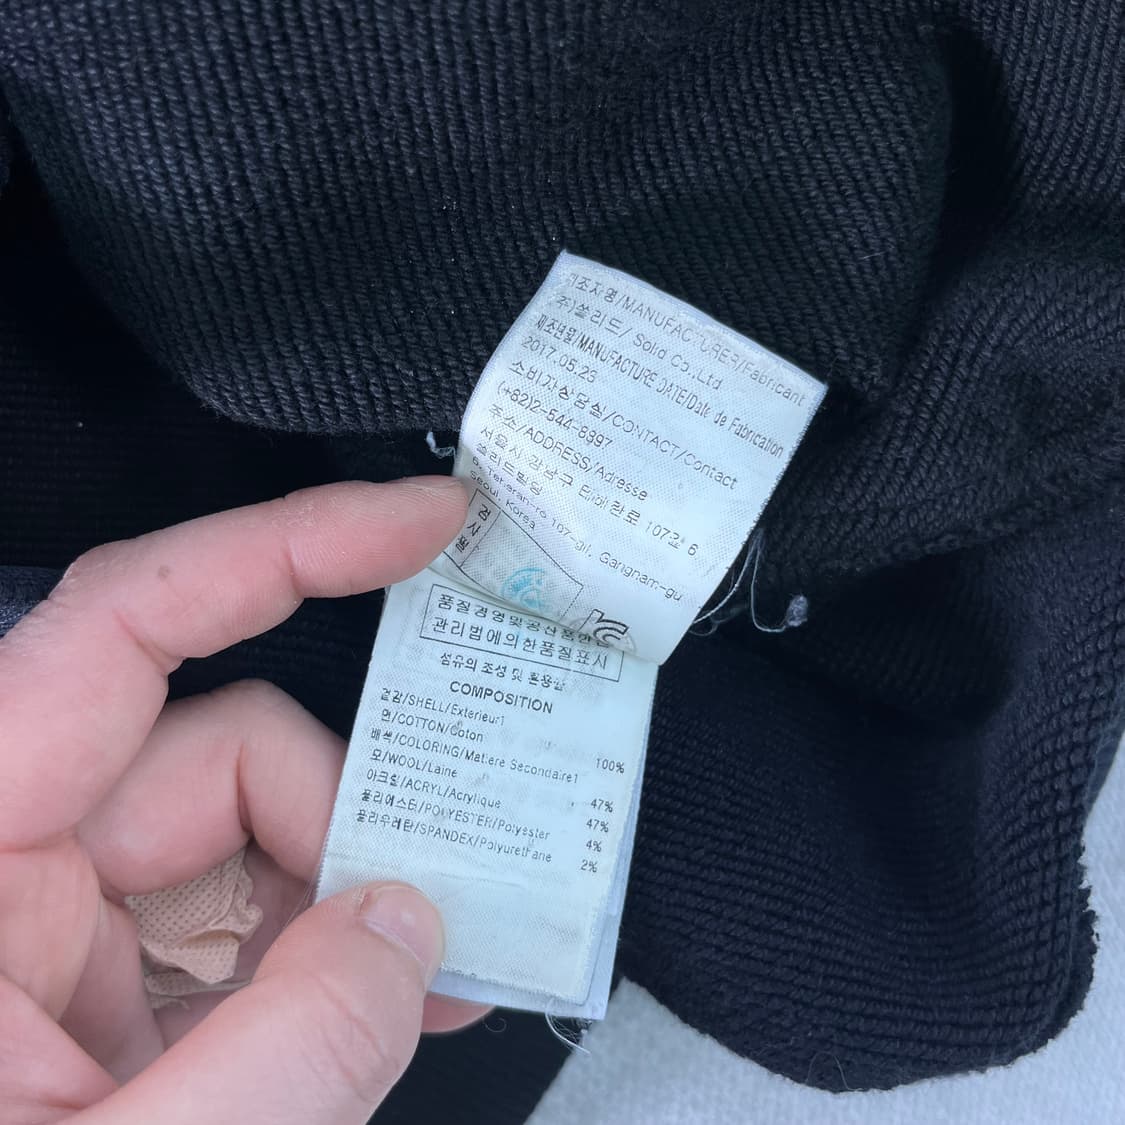 제조자명/MANUFACTURER/Fabricant
(주)쏠리드/ Solid Co.,Ltd
제조년월/MANUFACTURE DATE/Date de Fabrication
2017.05.23
소비자상담실/CONTACT/Contact
(+82)2-544-8397
주소/ADDRESS/Adresse
서울시 강남구 테헤란로 107길 6
쏠리드빌딩
6, Teheran-ro 107-gil, Gangnam-gu
Seoul, Korea
검사품
품질경영및공산품안전
관리법에의한품질표시
섬유의 조성 및 혼용율
COMPOSITION
겉감/SHELL/Exterieur1
면/COTTON/Coton 100%
배색/COLORING/Matiere Secondaire1
모/WOOL/Laine 47%
아크릴/ACRYL/Acrylique 47%
폴리에스터/POLYESTER/Polyester 4%
폴리우레탄/SPANDEX/Polyurethane 2%